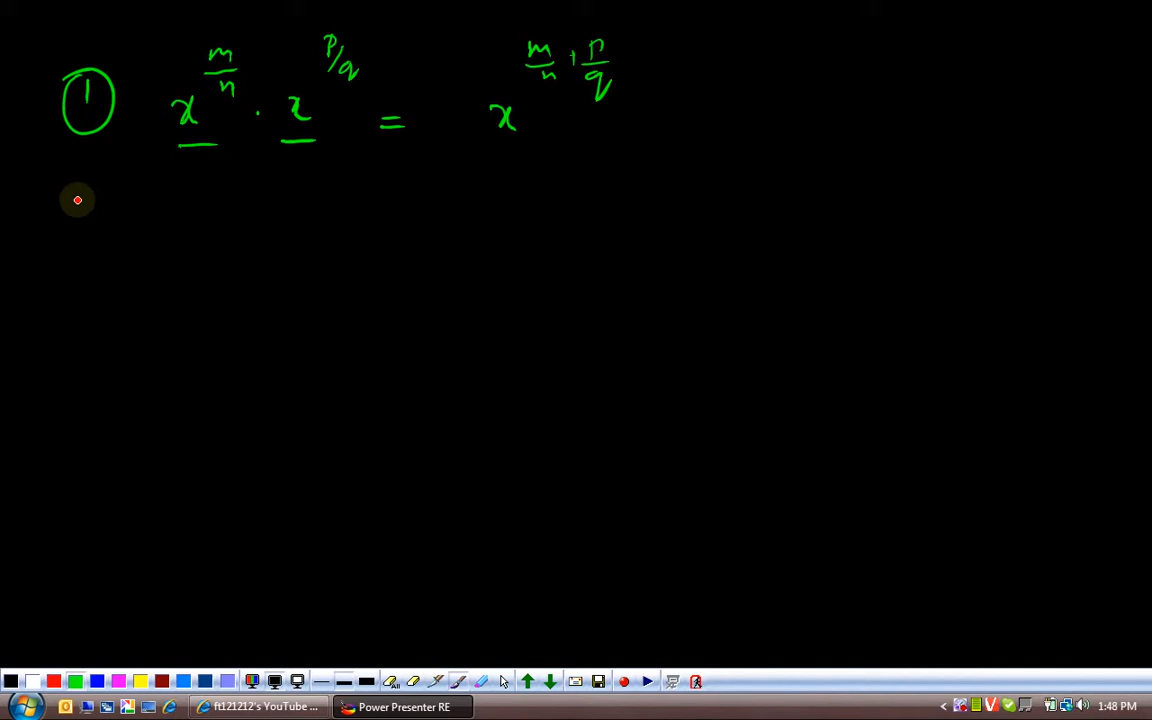 ① x^(m/n) · x^(p/q) = x^(m/n + p/q)
ft121212's YouTube ... Power Presenter RE 1:48 PM